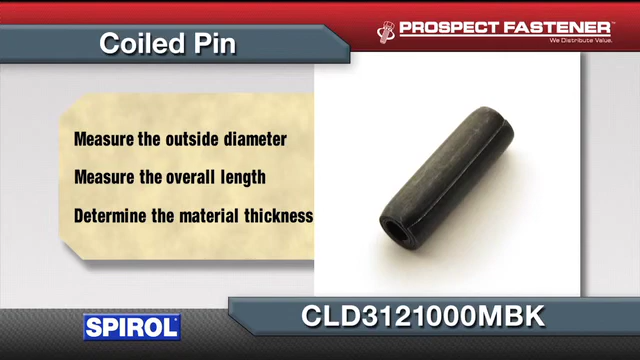 Coiled Pin
PROSPECT FASTENER™
We Distribute Value.
Measure the outside diameter
Measure the overall length
Determine the material thickness
SPIROL®
CLD3121000MBK